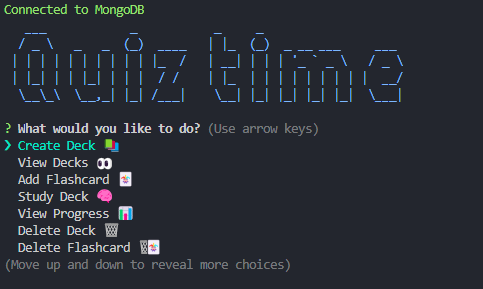 Connected to MongoDB
Quiz time
? What would you like to do? (Use arrow keys)
❯ Create Deck 📚
View Decks 👀
Add Flashcard 🃏
Study Deck 🧠
View Progress 📊
Delete Deck 🗑️
Delete Flashcard 🗑️🃏
(Move up and down to reveal more choices)